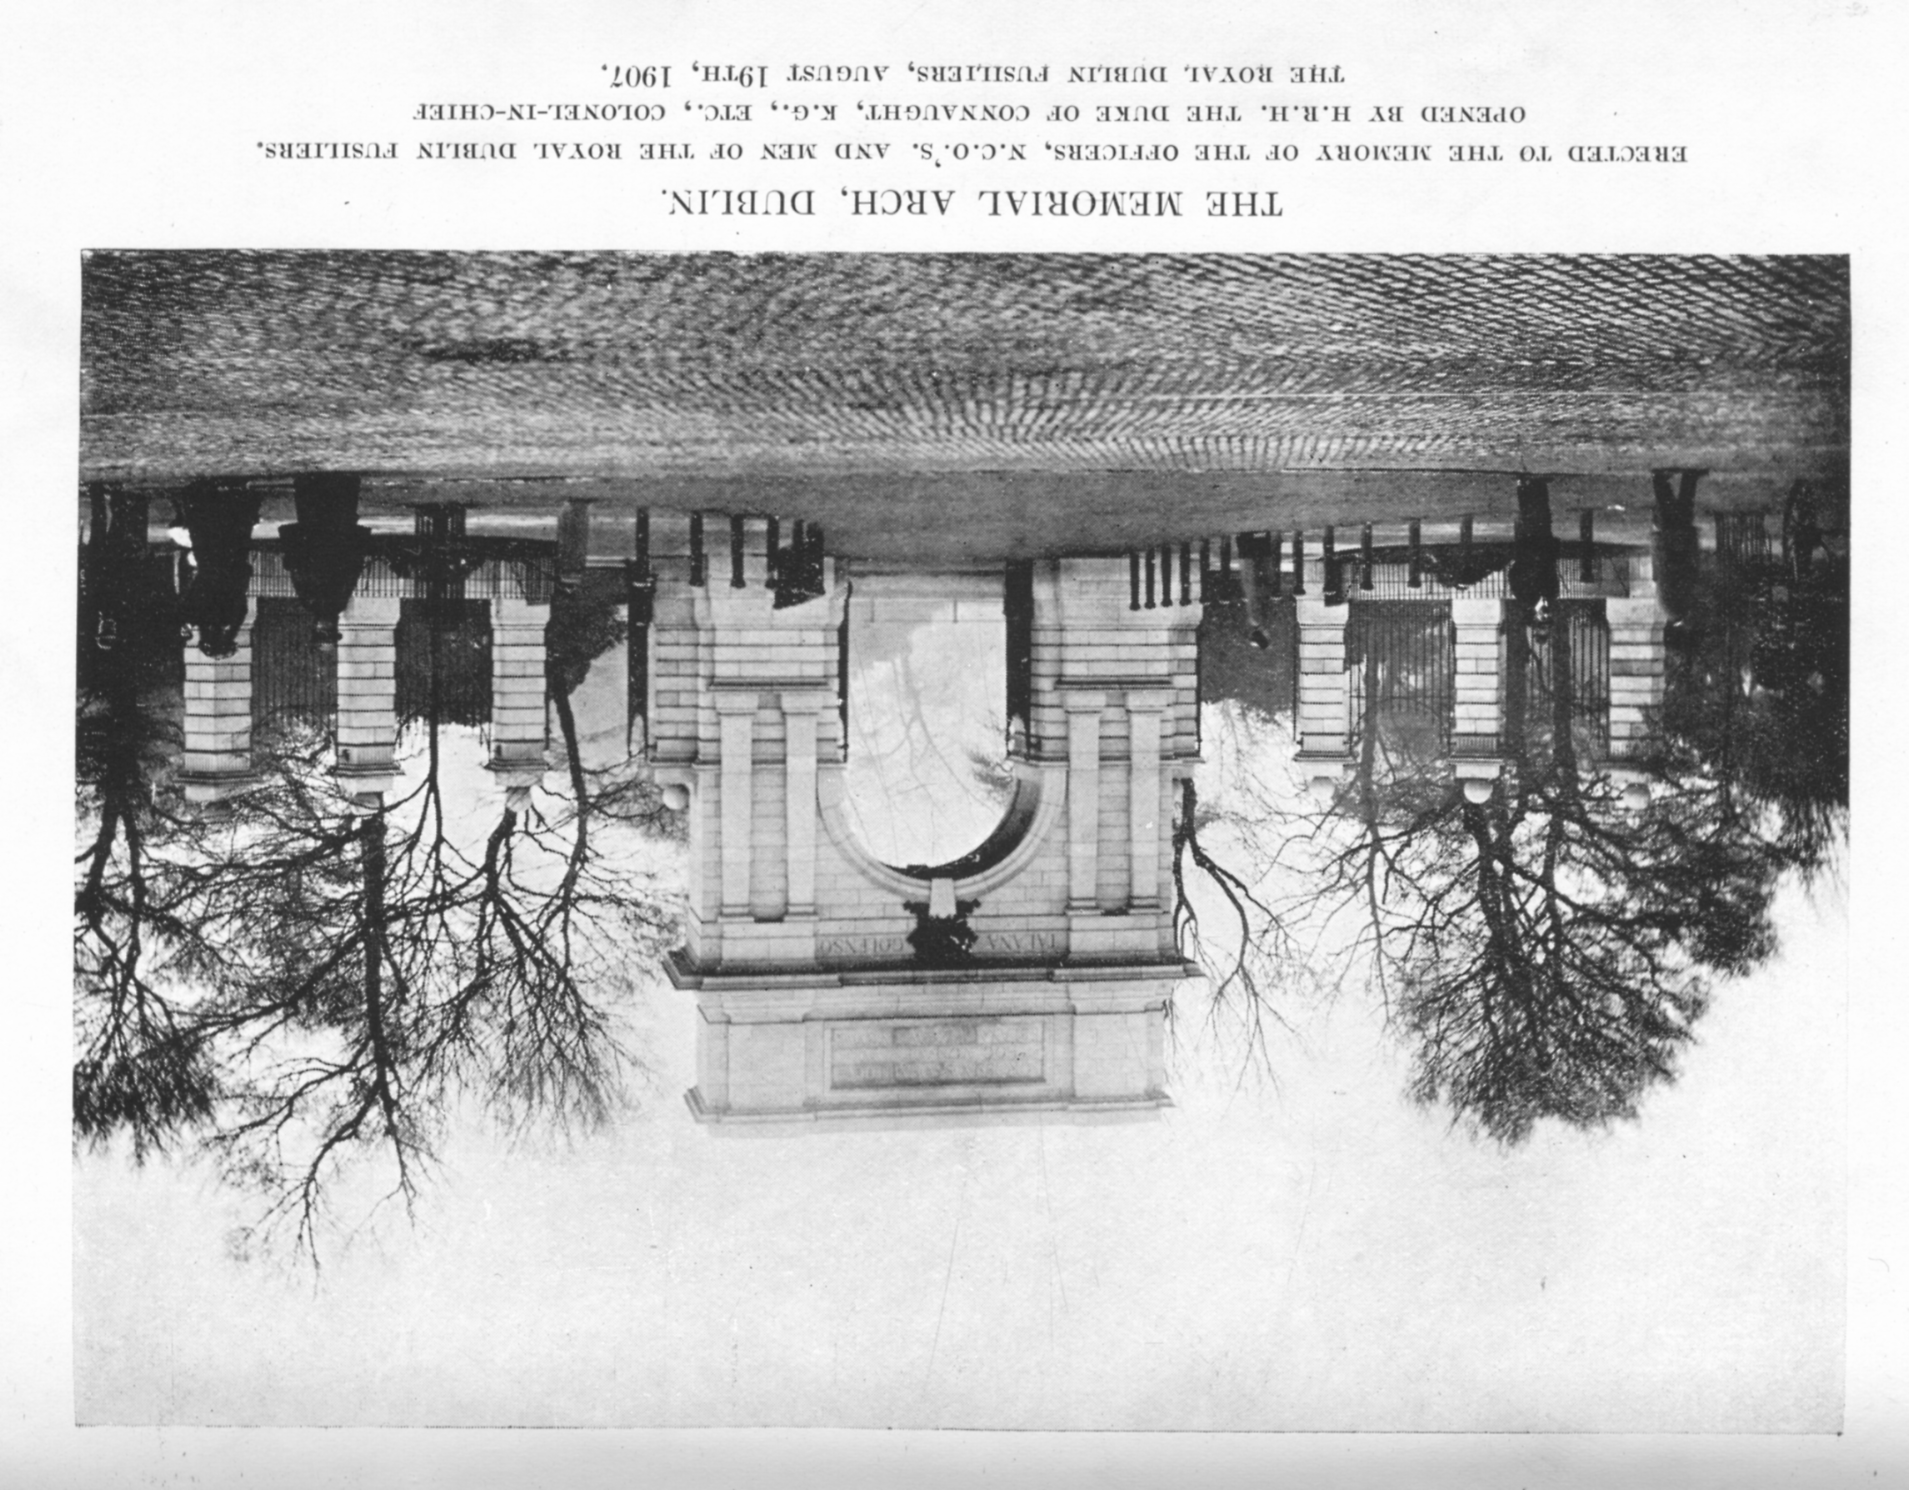 TALANA COLENSO
THE MEMORIAL ARCH, DUBLIN.
ERECTED TO THE MEMORY OF THE OFFICERS, N.C.O.'S. AND MEN OF THE ROYAL DUBLIN FUSILIERS.
OPENED BY H.R.H. THE DUKE OF CONNAUGHT, K.G., ETC., COLONEL-IN-CHIEF
THE ROYAL DUBLIN FUSILIERS, AUGUST 19TH, 1907.